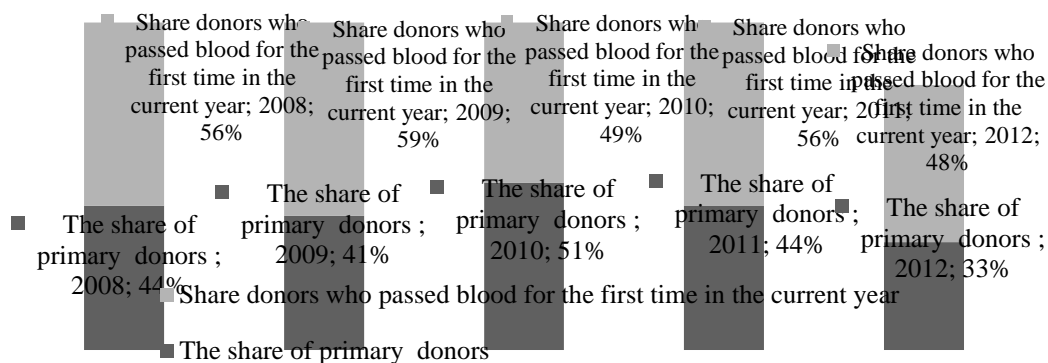 Share donors who
passed blood for the
first time in the
current year; 2008;
56%
Share donors who
passed blood for the
first time in the
current year; 2009;
59%
Share donors who
passed blood for the
first time in the
current year; 2010;
49%
Share donors who
passed blood for the
first time in the
current year; 2011;
56%
Share donors who
passed blood for the
first time in the
current year; 2012;
48%
The share of
primary donors ;
2008; 44%
The share of
primary donors ;
2009; 41%
The share of
primary donors ;
2010; 51%
The share of
primary donors ;
2011; 44%
The share of
primary donors ;
2012; 33%
Share donors who passed blood for the first time in the current year
The share of primary donors